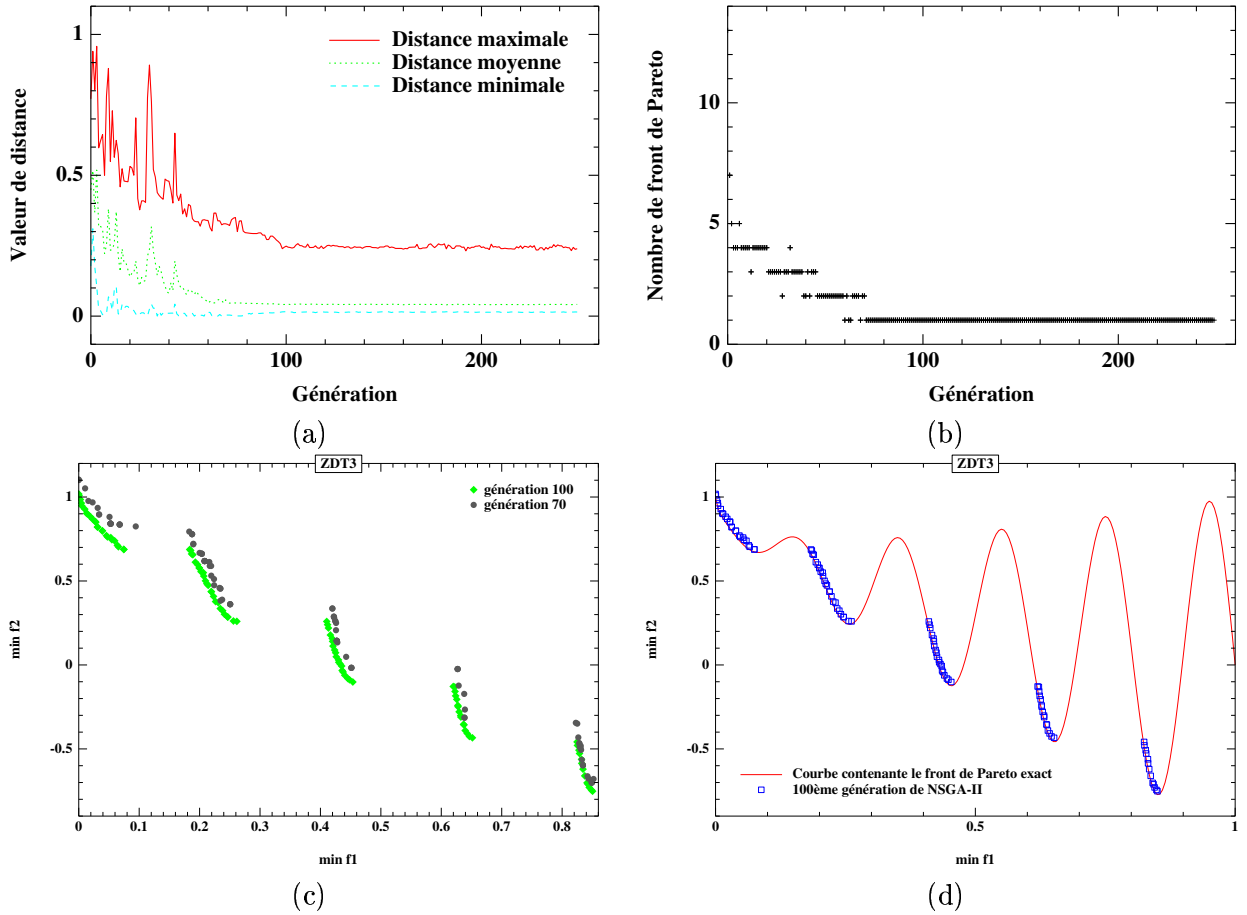 1
0.5
0
0
100
200
Valeur de distance
Distance maximale
Distance moyenne
Distance minimale
Génération
(a)
10
5
0
0
100
200
Nombre de front de Pareto
Génération
(b)
ZDT3
1
0.5
0
-0.5
0
0.1
0.2
0.3
0.4
0.5
0.6
0.7
0.8
min f2
génération 100
génération 70
min f1
(c)
ZDT3
1
0.5
0
-0.5
0
0.5
1
min f2
Courbe contenante le front de Pareto exact
100ème génération de NSGA-II
min f1
(d)